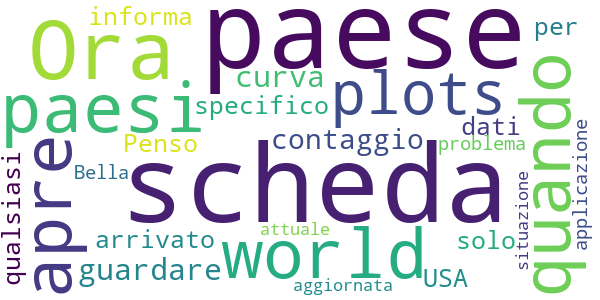 informa
paese
Ora
per
curva
plots
paesi
specifico
quando
Penso
contaggio
dati
problema
apre
scheda
Bella
qualsiasi
applicazione
situazione
arrivato
world
attuale
solo
guardare
USA
aggiornata